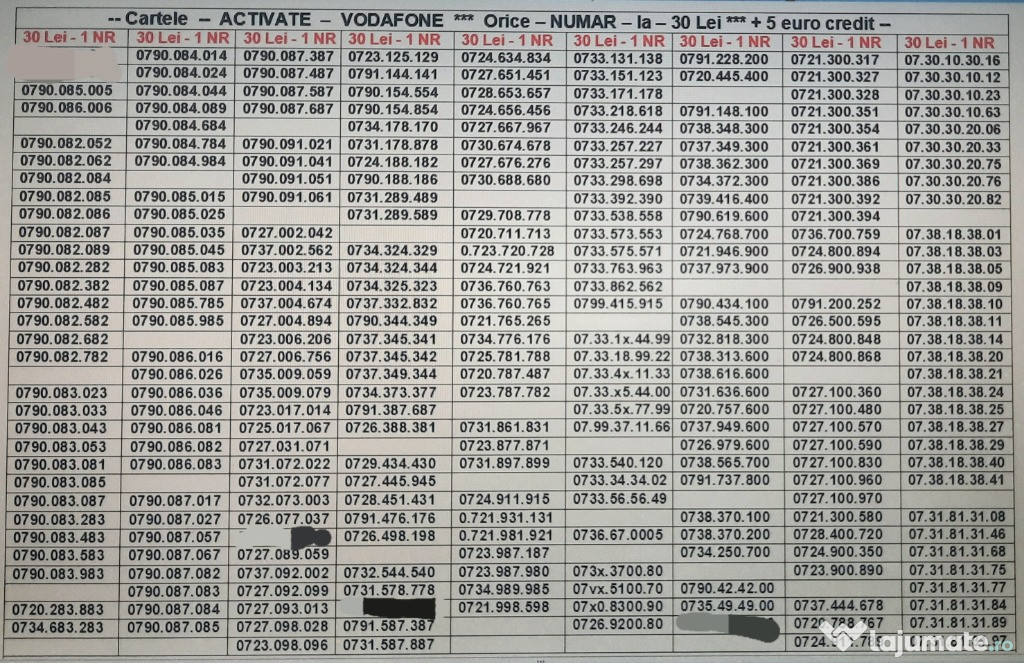 -- Cartele -- ACTIVATE – VODAFONE *** Orice – NUMAR – la – 30 Lei *** + 5 euro credit --
30 Lei - 1 NR 30 Lei - 1 NR 30 Lei - 1 NR 30 Lei - 1 NR 30 Lei - 1 NR 30 Lei - 1 NR 30 Lei - 1 NR 30 Lei - 1 NR 30 Lei - 1 NR
0790.084.014 0790.087.387 0723.125.129 0724.634.834 0733.131.138 0791.228.200 0721.300.317 07.30.10.30.16
0790.084.024 0790.087.487 0791.144.141 0727.651.451 0733.151.123 0720.445.400 0721.300.327 07.30.30.10.12
0790.085.005 0790.084.044 0790.087.587 0790.154.554 0728.653.657 0733.171.178 0721.300.328 07.30.30.10.23
0790.086.006 0790.084.089 0790.087.687 0790.154.854 0724.656.456 0733.218.618 0791.148.100 0721.300.351 07.30.30.10.63
0790.084.684 0734.178.170 0727.667.967 0733.246.244 0738.348.300 0721.300.354 07.30.30.20.06
0790.082.052 0790.084.784 0790.091.021 0731.178.878 0730.674.678 0733.257.227 0737.349.300 0721.300.361 07.30.30.20.33
0790.082.062 0790.084.984 0790.091.041 0724.188.182 0727.676.276 0733.257.297 0738.362.300 0721.300.369 07.30.30.20.75
0790.082.084 0790.091.051 0790.188.186 0730.688.680 0733.298.698 0734.372.300 0721.300.386 07.30.30.20.76
0790.082.085 0790.085.015 0790.091.061 0731.289.489 0733.392.390 0739.416.400 0721.300.392 07.30.30.20.82
0790.082.086 0790.085.025 0731.289.589 0729.708.778 0733.538.558 0790.619.600 0721.300.394
0790.082.087 0790.085.035 0727.002.042 0720.711.713 0733.573.553 0724.768.700 0736.700.759 07.38.18.38.01
0790.082.089 0790.085.045 0737.002.562 0734.324.329 0.723.720.728 0733.575.571 0721.946.900 0724.800.894 07.38.18.38.03
0790.082.282 0790.085.083 0723.003.213 0734.324.344 0724.721.921 0733.763.963 0737.973.900 0726.900.938 07.38.18.38.05
0790.082.382 0790.085.087 0723.004.134 0734.325.323 0736.760.763 0733.862.562 07.38.18.38.09
0790.082.482 0790.085.785 0737.004.674 0737.332.832 0736.760.765 0799.415.915 0790.434.100 0791.200.252 07.38.18.38.10
0790.082.582 0790.085.985 0727.004.894 0790.344.349 0721.765.265 0738.545.300 0726.500.595 07.38.18.38.11
0790.082.682 0723.006.206 0737.345.341 0734.776.176 07.33.1x.44.99 0732.818.300 0724.800.848 07.38.18.38.14
0790.082.782 0790.086.016 0727.006.756 0737.345.342 0725.781.788 07.33.18.99.22 0738.313.600 0724.800.868 07.38.18.38.20
0790.086.026 0735.009.059 0737.349.344 0720.787.487 07.33.4x.11.33 0738.616.600 07.38.18.38.21
0790.083.023 0790.086.036 0735.009.079 0734.373.377 0723.787.782 07.33.x5.44.00 0731.636.600 0727.100.360 07.38.18.38.24
0790.083.033 0790.086.046 0723.017.014 0791.387.687 07.33.5x.77.99 0720.757.600 0727.100.480 07.38.18.38.25
0790.083.043 0790.086.081 0725.017.067 0726.388.381 0731.861.831 07.99.37.11.66 0737.949.600 0727.100.570 07.38.18.38.27
0790.083.053 0790.086.082 0727.031.071 0723.877.871 0726.979.600 0727.100.590 07.38.18.38.29
0790.083.081 0790.086.083 0731.072.022 0729.434.430 0731.897.899 0733.540.120 0738.565.700 0727.100.830 07.38.18.38.40
0790.083.085 0731.072.077 0727.445.945 0733.34.34.02 0791.737.800 0727.100.960 07.38.18.38.41
0790.083.087 0790.087.017 0732.073.003 0728.451.431 0724.911.915 0733.56.56.49 0727.100.970
0790.083.283 0790.087.027 0726.077.037 0791.476.176 0.721.931.131 0738.370.100 0721.300.580 07.31.81.31.08
0790.083.483 0790.087.057 0726.498.198 0.721.981.921 0736.67.0005 0738.370.200 0728.400.720 07.31.81.31.46
0790.083.583 0790.087.067 0727.089.059 0723.987.187 0734.250.700 0724.900.350 07.31.81.31.68
0790.083.983 0790.087.082 0737.092.002 0732.544.540 0723.987.980 073x.3700.80 0723.900.890 07.31.81.31.75
0790.087.083 0727.092.099 0731.578.778 0734.989.985 07vx.5100.70 0790.42.42.00 07.31.81.31.77
0720.283.883 0790.087.084 0727.093.013 0721.998.598 07x0.8300.90 0735.49.49.00 0737.444.678 07.31.81.31.84
0734.683.283 0790.087.085 0727.098.028 0791.587.387 0726.9200.80 07.31.81.31.89
0723.098.096 0731.587.887
lajumate.ro